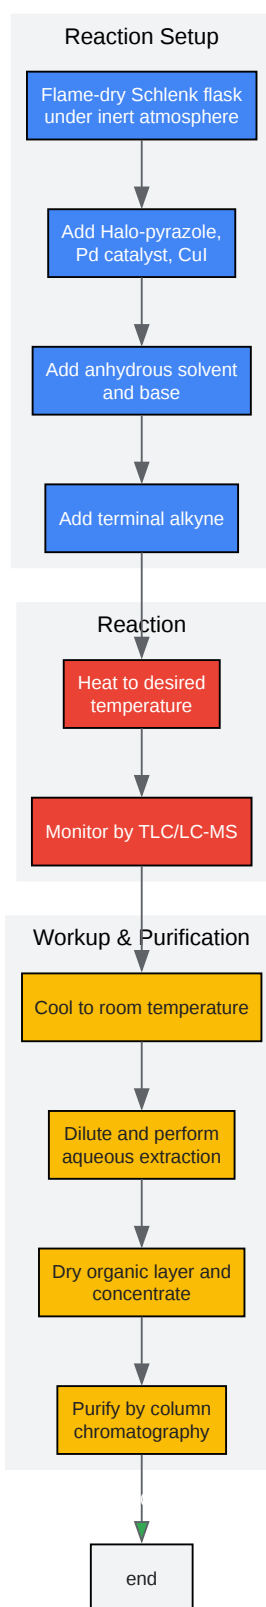 Reaction Setup
Flame-dry Schlenk flask
under inert atmosphere
Add Halo-pyrazole,
Pd catalyst, CuI
Add anhydrous solvent
and base
Add terminal alkyne
Reaction
Heat to desired
temperature
Monitor by TLC/LC-MS
Workup & Purification
Cool to room temperature
Dilute and perform
aqueous extraction
Dry organic layer and
concentrate
Purify by column
chromatography
end